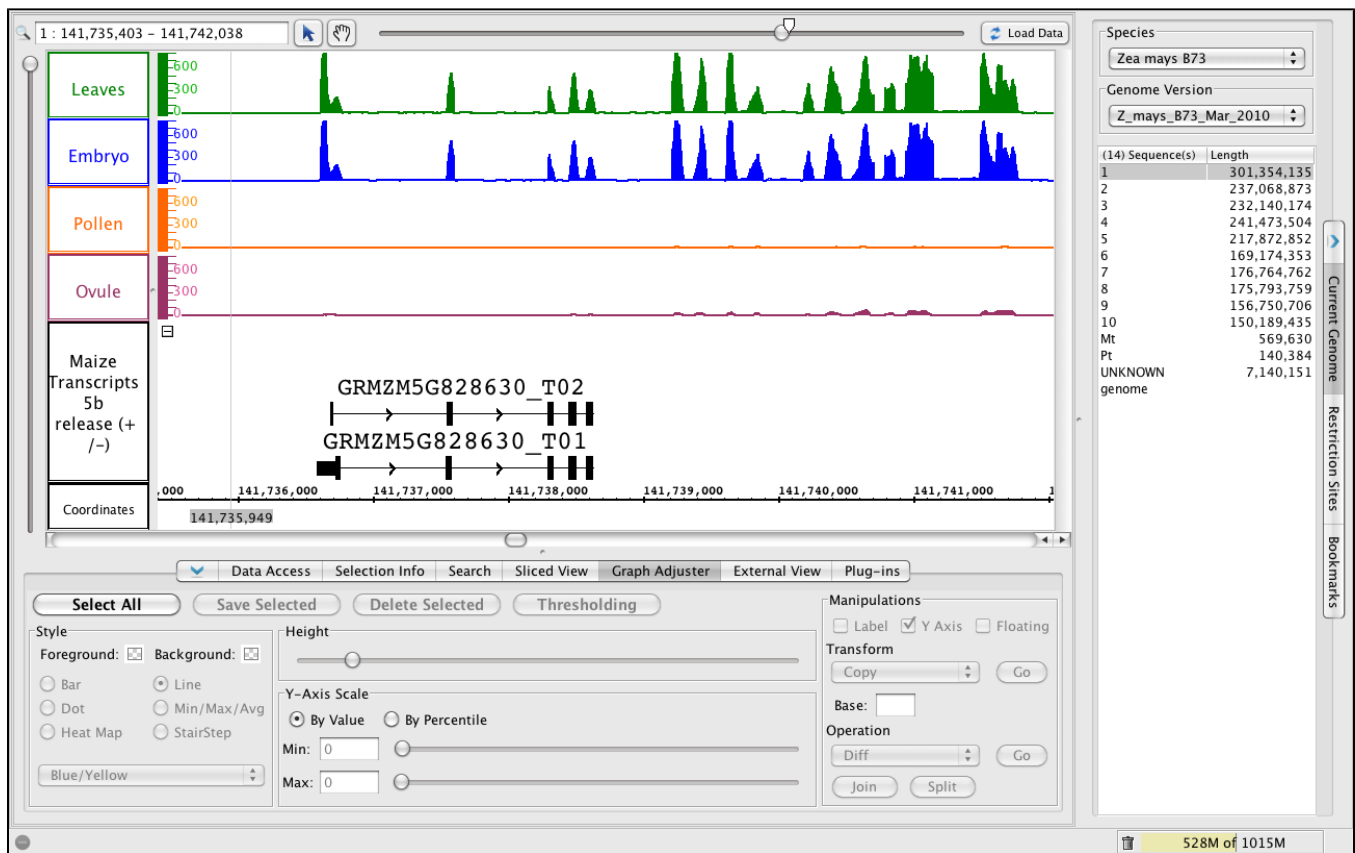 1 : 141,735,403 - 141,742,038
Load Data
Leaves
600
300
0
Embryo
600
300
0
Pollen
600
300
0
Ovule
600
300
0
Maize
Transcripts
5b
release (+
/-)
GRMZM5G828630_T02
GRMZM5G828630_T01
Coordinates
,000 141,736,000 141,737,000 141,738,000 141,739,000 141,740,000 141,741,000 1
141,735,949
Data Access Selection Info Search Sliced View Graph Adjuster External View Plug-ins
Select All Save Selected Delete Selected Thresholding
Style
Foreground: Background:
Bar Line
Dot Min/Max/Avg
Heat Map StairStep
Blue/Yellow
Height
Y-Axis Scale
By Value By Percentile
Min: 0
Max: 0
Manipulations
Label Y Axis Floating
Transform
Copy Go
Base:
Operation
Diff Go
Join Split
Species
Zea mays B73
Genome Version
Z_mays_B73_Mar_2010
(14) Sequence(s) Length
1 301,354,135
2 237,068,873
3 232,140,174
4 241,473,504
5 217,872,852
6 169,174,353
7 176,764,762
8 175,793,759
9 156,750,706
10 150,189,435
Mt 569,630
Pt 140,384
UNKNOWN 7,140,151
genome
Current Genome
Restriction Sites
Bookmarks
528M of 1015M